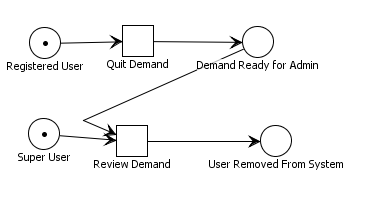 Registered User
Quit Demand
Demand Ready for Admin
Super User
Review Demand
User Removed From System